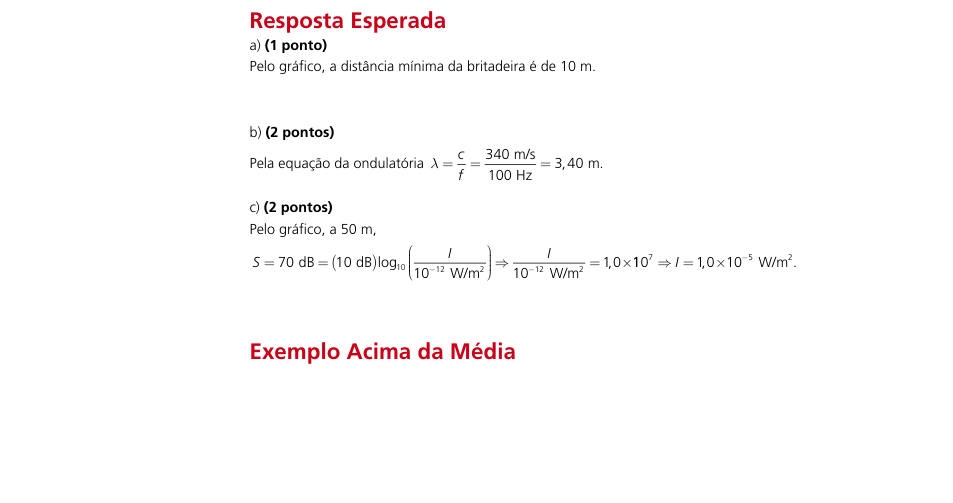 Resposta Esperada
a) (1 ponto)
Pelo gráfico, a distância mínima da britadeira é de 10 m.
b) (2 pontos)
Pela equação da ondulatória λ = c/f = 340 m/s / 100 Hz = 3,40 m.
c) (2 pontos)
Pelo gráfico, a 50 m,
S = 70 dB = (10 dB)log₁₀(I / 10⁻¹² W/m²) ⇒ I / 10⁻¹² W/m² = 1,0×10⁷ ⇒ I = 1,0×10⁻⁵ W/m².
Exemplo Acima da Média